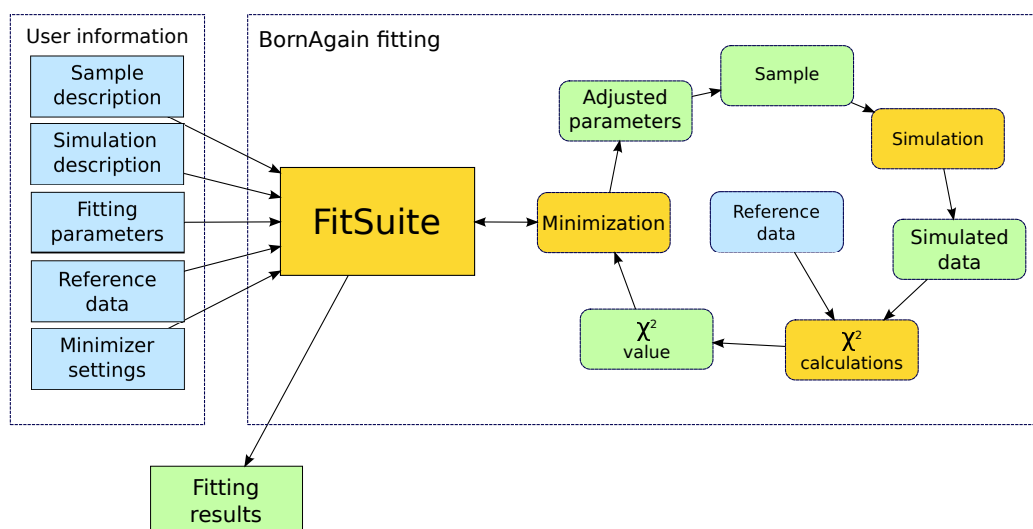 User information
Sample
description
Simulation
description
Fitting
parameters
Reference
data
Minimizer
settings
BornAgain fitting
FitSuite
Minimization
Adjusted
parameters
Sample
Simulation
Reference
data
Simulated
data
χ²
calculations
χ²
value
Fitting
results